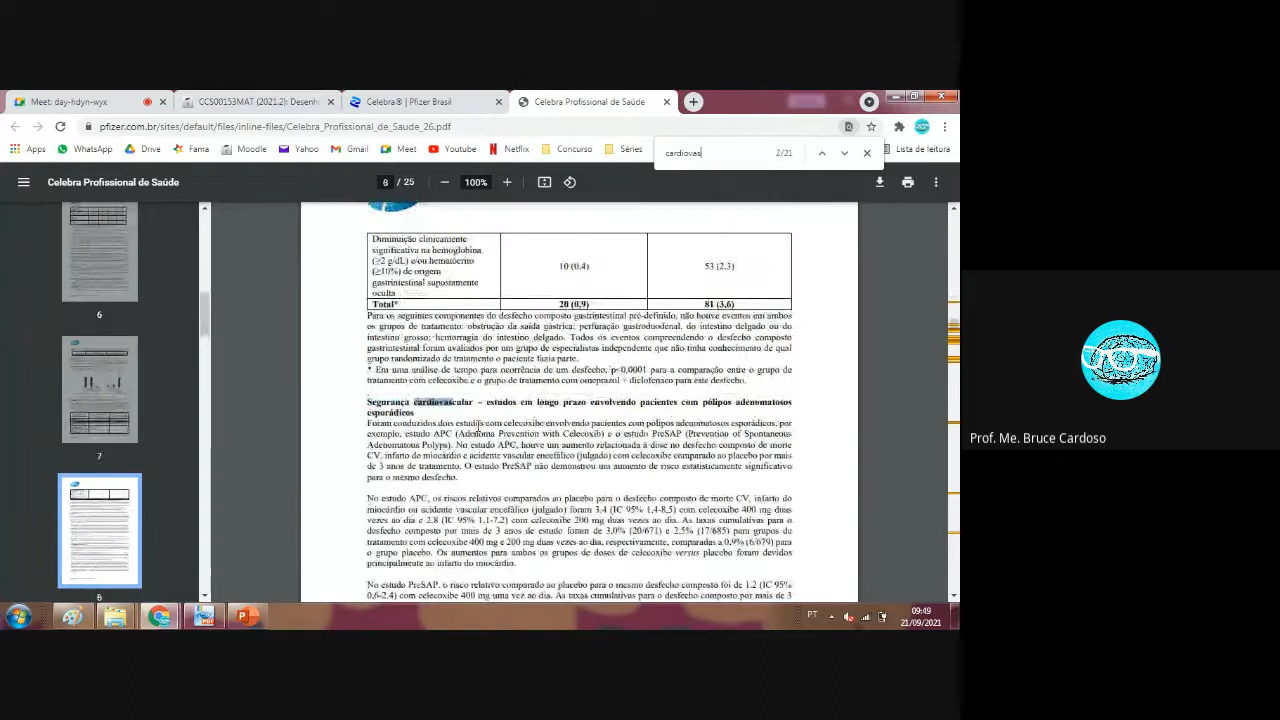 Meet: day-hdyn-wyx
CCS00153MAT (2021.2): Desenh
Celebra® | Pfizer Brasil
Celebra Profissional de Saúde
pfizer.com.br/sites/default/files/inline-files/Celebra_Profissional_de_Saude_26.pdf
Apps WhatsApp Drive Fama Moodle Yahoo Gmail Meet Youtube Netflix Concurso Séries Lista de leitura
cardiovas 2/21
Celebra Profissional de Saúde
8 / 25
100%
6
7
8
Diminuição clinicamente
significativa na hemoglobina
(≥2 g/dL) e/ou hematócrito
(≥10%) de origem
gastrintestinal supostamente
oculta
10 (0.4) 53 (2.3)
Total* 20 (0,9) 81 (3,6)
Para os seguintes componentes do desfecho composto gastrintestinal pré-definido, não houve eventos em ambos
os grupos de tratamento: obstrução da saída gástrica; perfuração gastroduodenal, do intestino delgado ou do
intestino grosso; hemorragia do intestino delgado. Todos os eventos compreendendo o desfecho composto
gastrintestinal foram avaliados por um grupo de especialistas independente que não tinha conhecimento de qual
grupo randomizado de tratamento o paciente fazia parte.
* Em uma análise de tempo para ocorrência de um desfecho; p<0,0001 para a comparação entre o grupo de
tratamento com celecoxibe e o grupo de tratamento com omeprazol + diclofenaco para este desfecho.
Segurança cardiovascular – estudos em longo prazo envolvendo pacientes com pólipos adenomatosos
esporádicos
Foram conduzidos dois estudos com celecoxibe envolvendo pacientes com pólipos adenomatosos esporádicos, por
exemplo, estudo APC (Adenoma Prevention with Celecoxib) e o estudo PreSAP (Prevention of Spontaneous
Adenomatous Polyps). No estudo APC, houve um aumento relacionada à dose no desfecho composto de morte
CV, infarto do miocárdio e acidente vascular encefálico (julgado) com celecoxibe comparado ao placebo por mais
de 3 anos de tratamento. O estudo PreSAP não demonstrou um aumento de risco estatisticamente significativo
para o mesmo desfecho.
No estudo APC, os riscos relativos comparados ao placebo para o desfecho composto de morte CV, infarto do
miocárdio ou acidente vascular encefálico (julgado) foram 3,4 (IC 95% 1,4-8,5) com celecoxibe 400 mg duas
vezes ao dia e 2,8 (IC 95% 1,1-7,2) com celecoxibe 200 mg duas vezes ao dia. As taxas cumulativas para o
desfecho composto por mais de 3 anos de estudo foram de 3,0% (20/671) e 2,5% (17/685) para grupos de
tratamento com celecoxibe 400 mg e 200 mg duas vezes ao dia, respectivamente, comparadas a 0,9% (6/679) para
o grupo placebo. Os aumentos para ambos os grupos de doses de celecoxibe versus placebo foram devidos
principalmente ao infarto do miocárdio.
No estudo PreSAP, o risco relativo comparado ao placebo para o mesmo desfecho composto foi de 1,2 (IC 95%
0,6-2,4) com celecoxibe 400 mg uma vez ao dia. As taxas cumulativas para o desfecho composto por mais de 3
PT
09:49
21/09/2021
Prof. Me. Bruce Cardoso